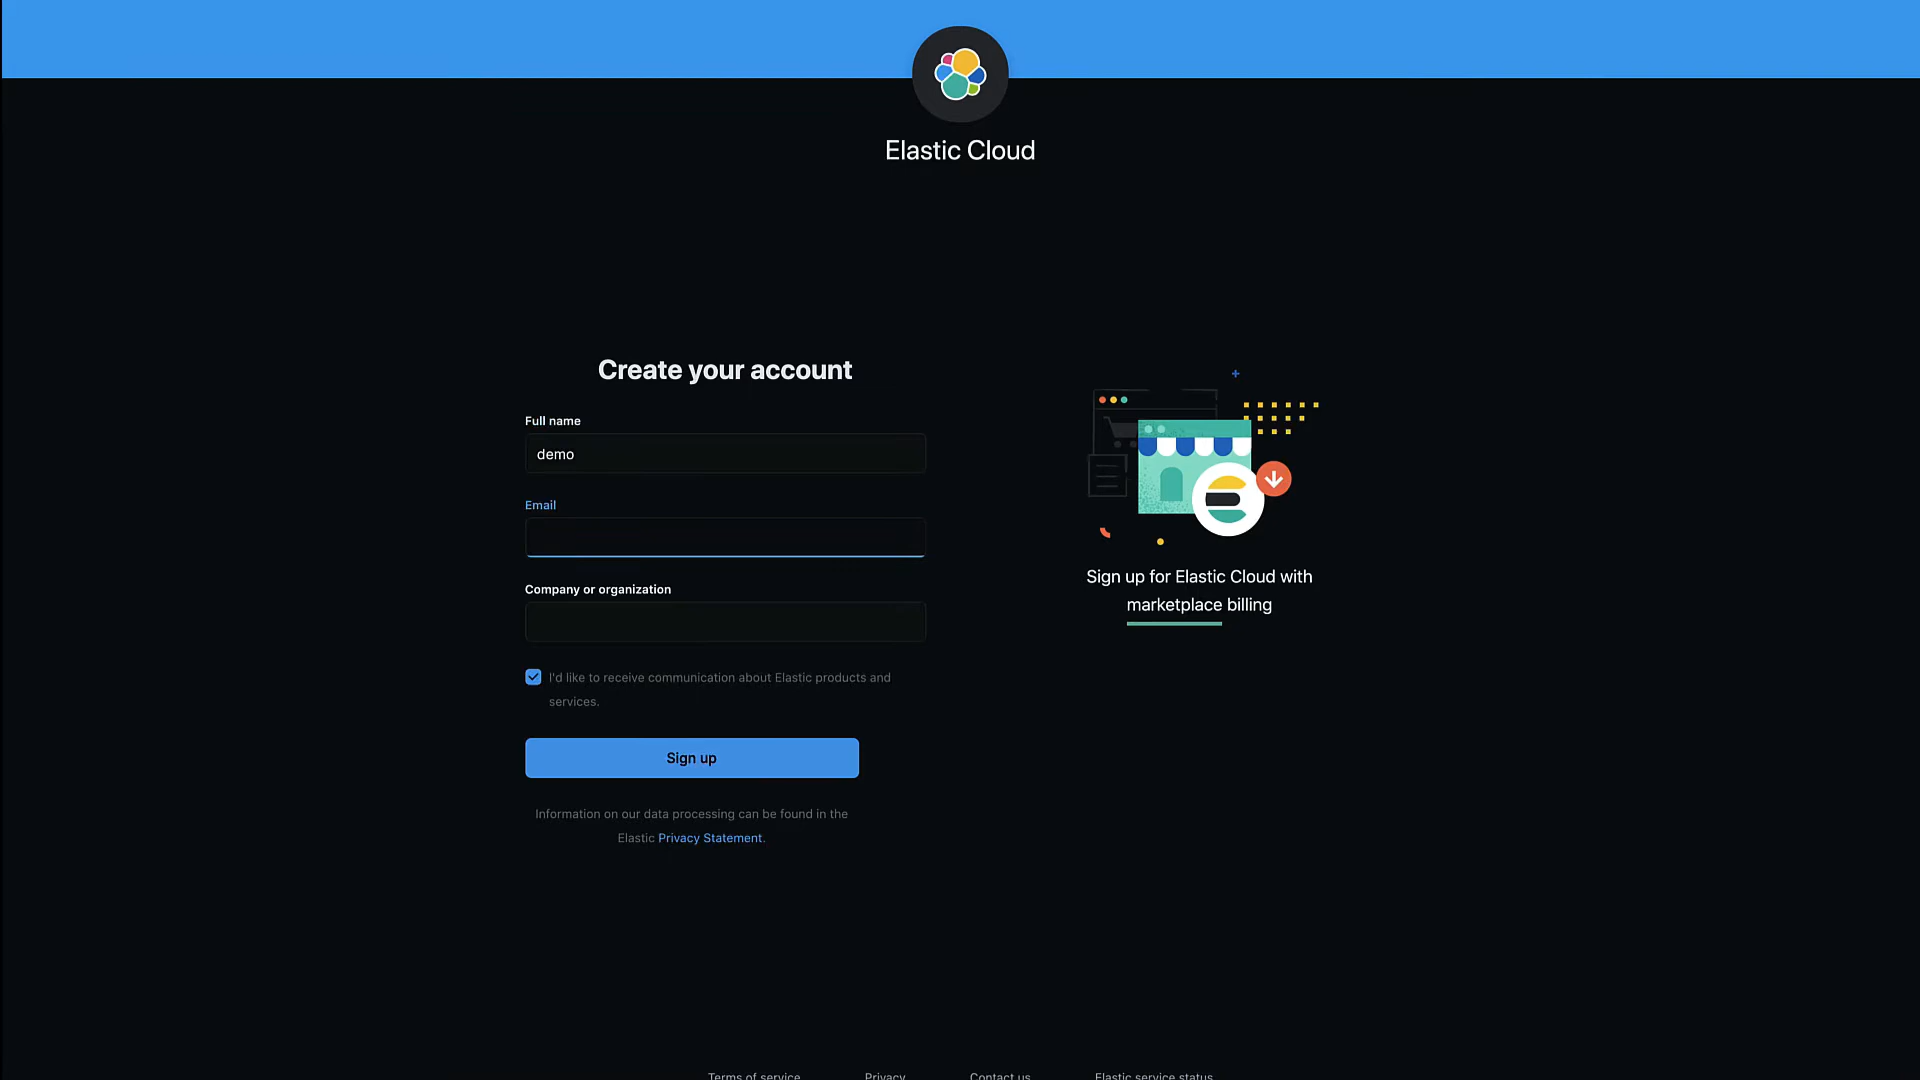 Elastic Cloud
Create your account
Full name
demo
Email
Company or organization
I'd like to receive communication about Elastic products and
services.
Sign up
Information on our data processing can be found in the
Elastic Privacy Statement.
Sign up for Elastic Cloud with
marketplace billing
Terms of service Privacy Contact us Elastic service status